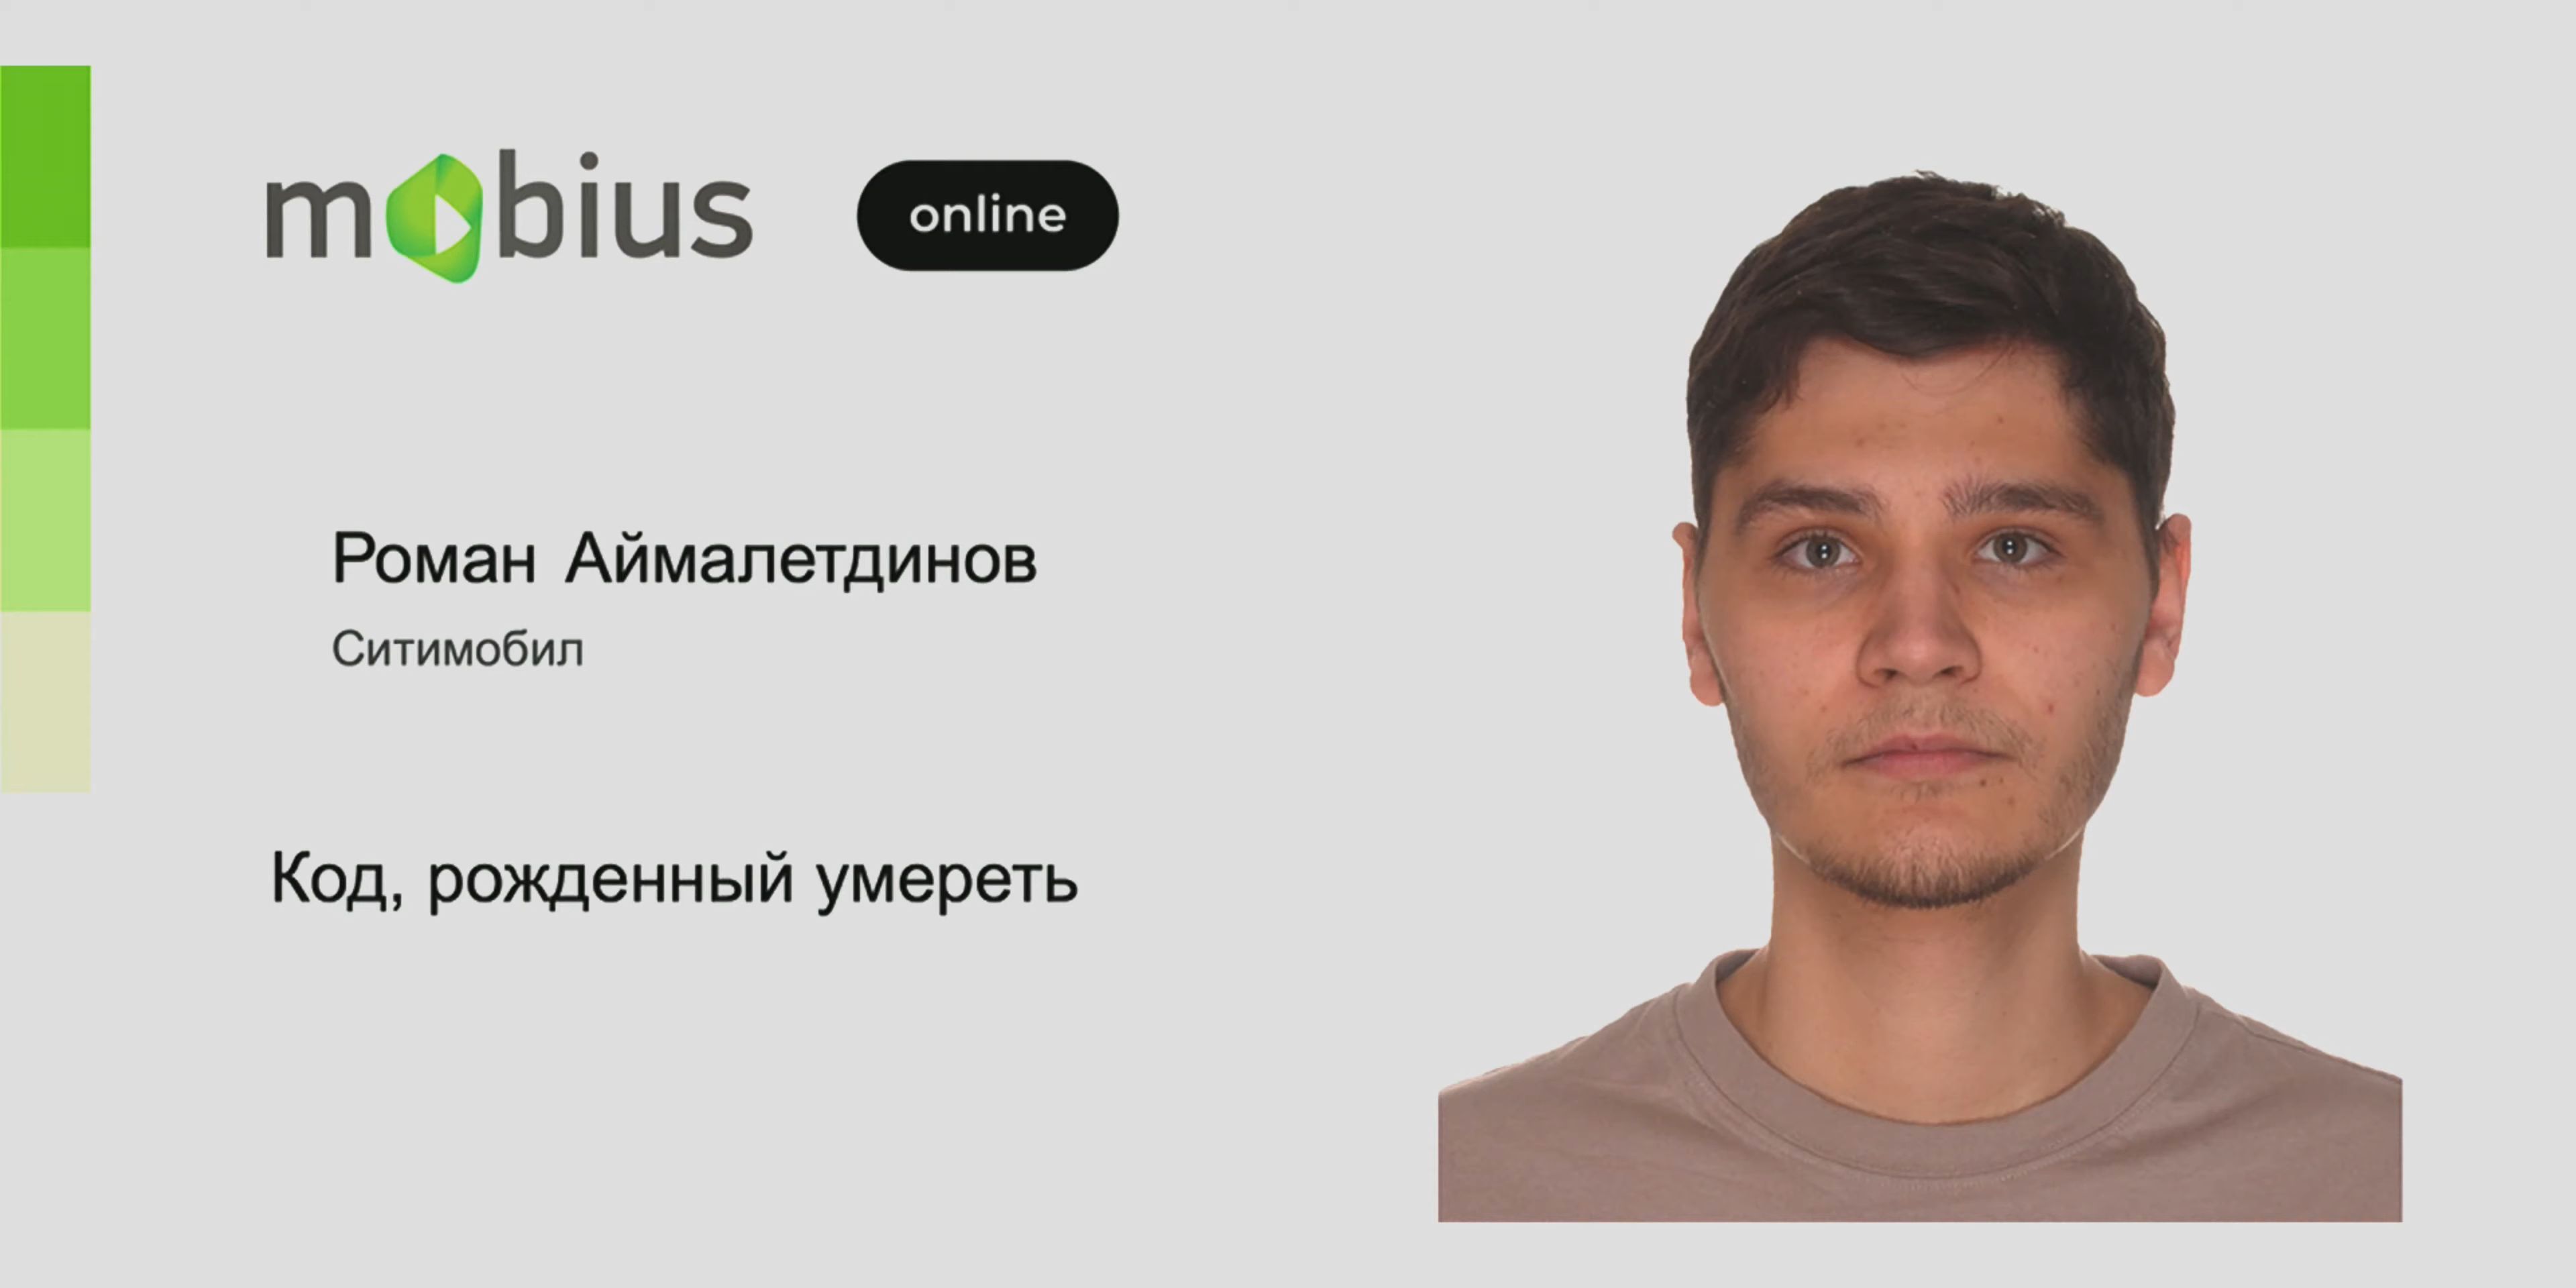 mobius online
Роман Аймалетдинов
Ситимобил
Код, рожденный умереть